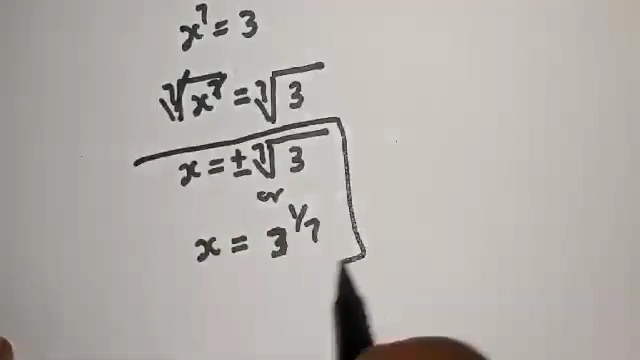 x⁷ = 3
⁷√x⁷ = ⁷√3
x = ±⁷√3
or
x = 3^1/7